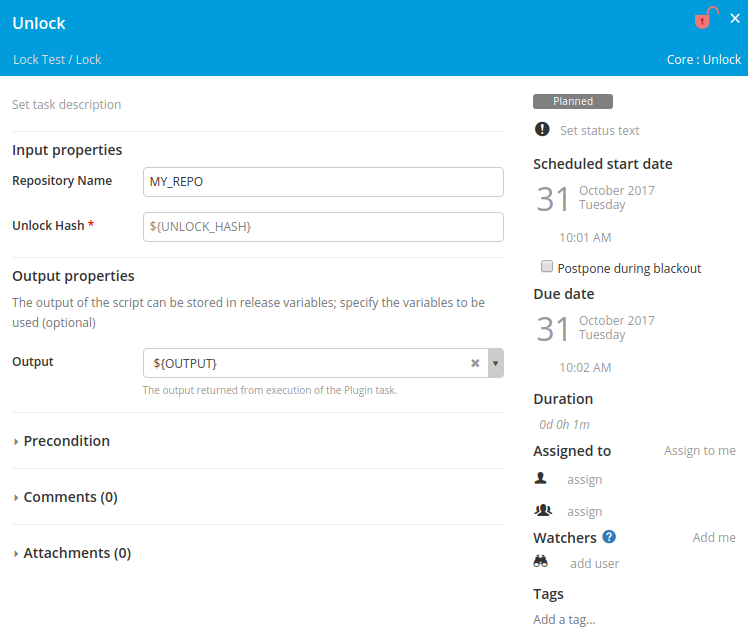 Unlock
Lock Test / Lock
Core : Unlock
Set task description
Input properties
Repository Name
MY_REPO
Unlock Hash *
${UNLOCK_HASH}
Output properties
The output of the script can be stored in release variables; specify the variables to be
used (optional)
Output
${OUTPUT}
The output returned from execution of the Plugin task.
Precondition
Comments (0)
Attachments (0)
Planned
Set status text
Scheduled start date
31
October 2017
Tuesday
10:01 AM
Postpone during blackout
Due date
31
October 2017
Tuesday
10:02 AM
Duration
0d 0h 1m
Assigned to
Assign to me
assign
assign
Watchers ?
Add me
add user
Tags
Add a tag...